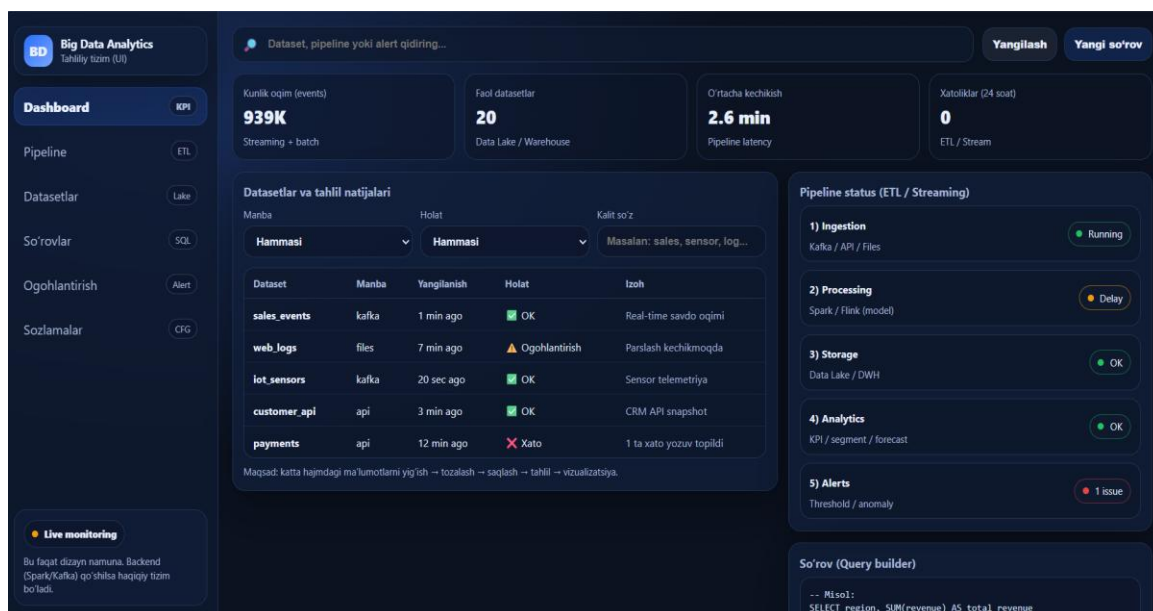 BD
Big Data Analytics
Tahliliy tizim (UI)
Dashboard KPI
Pipeline ETL
Datasetlar Lake
So'rovlar SQL
Ogohlantirish Alert
Sozlamalar CFG
Live monitoring
Bu faqat dizayn namuna. Backend
(Spark/Kafka) qo'shilsa haqiqiy tizim
bo'ladi.
Dataset, pipeline yoki alert qidiring...
Yangilash
Yangi so'rov
Kunlik oqim (events)
939K
Streaming + batch
Faol datasetlar
20
Data Lake / Warehouse
O'rtacha kechikish
2.6 min
Pipeline latency
Xatoliklar (24 soat)
0
ETL / Stream
Datasetlar va tahlil natijalari
Manba Holat Kalit so'z
Hammasi Hammasi Masalan: sales, sensor, log...
Dataset Manba Yangilanish Holat Izoh
sales_events kafka 1 min ago ✅ OK Real-time savdo oqimi
web_logs files 7 min ago ⚠ Ogohlantirish Parslash kechikmoqda
iot_sensors kafka 20 sec ago ✅ OK Sensor telemetriya
customer_api api 3 min ago ✅ OK CRM API snapshot
payments api 12 min ago ❌ Xato 1 ta xato yozuv topildi
Maqsad: katta hajmdagi ma'lumotlarni yig'ish → tozalash → saqlash → tahlil → vizualizatsiya.
Pipeline status (ETL / Streaming)
1) Ingestion
Kafka / API / Files
Running
2) Processing
Spark / Flink (model)
Delay
3) Storage
Data Lake / DWH
OK
4) Analytics
KPI / segment / forecast
OK
5) Alerts
Threshold / anomaly
1 issue
So'rov (Query builder)
-- Misol:
SELECT region, SUM(revenue) AS total_revenue